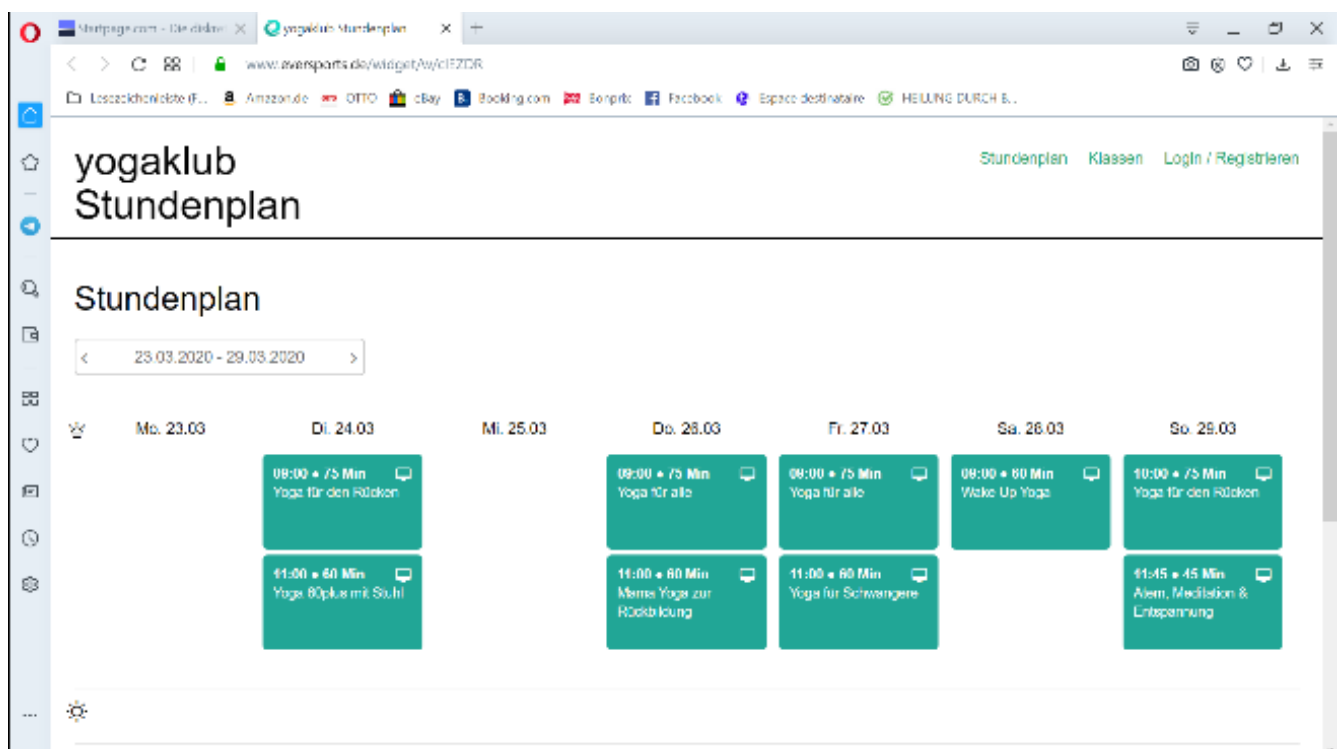 Startpage.com - Die diskre
yogaklub Stundenplan
www.eversports.de/widget/w/
Lesezeichenleiste (F...
Amazon.de
OTTO
eBay
Booking.com
Bonprix
Facebook
Espace destinataire
HEILUNG DURCH B...
yogaklub
Stundenplan
Stundenplan Klassen Login / Registrieren
Stundenplan
23.03.2020 - 29.03.2020
Mo. 23.03 Di. 24.03 Mi. 25.03 Do. 26.03 Fr. 27.03 Sa. 28.03 So. 29.03
09:00 • 75 Min
Yoga für den Rücken
09:00 • 75 Min
Yoga für alle
09:00 • 75 Min
Yoga für alle
09:00 • 60 Min
Wake Up Yoga
10:00 • 75 Min
Yoga für den Rücken
11:00 • 60 Min
Yoga 60plus mit Stuhl
11:00 • 60 Min
Mama Yoga zur
Rückbildung
11:00 • 60 Min
Yoga für Schwangere
11:45 • 45 Min
Atem, Meditation &
Entspannung